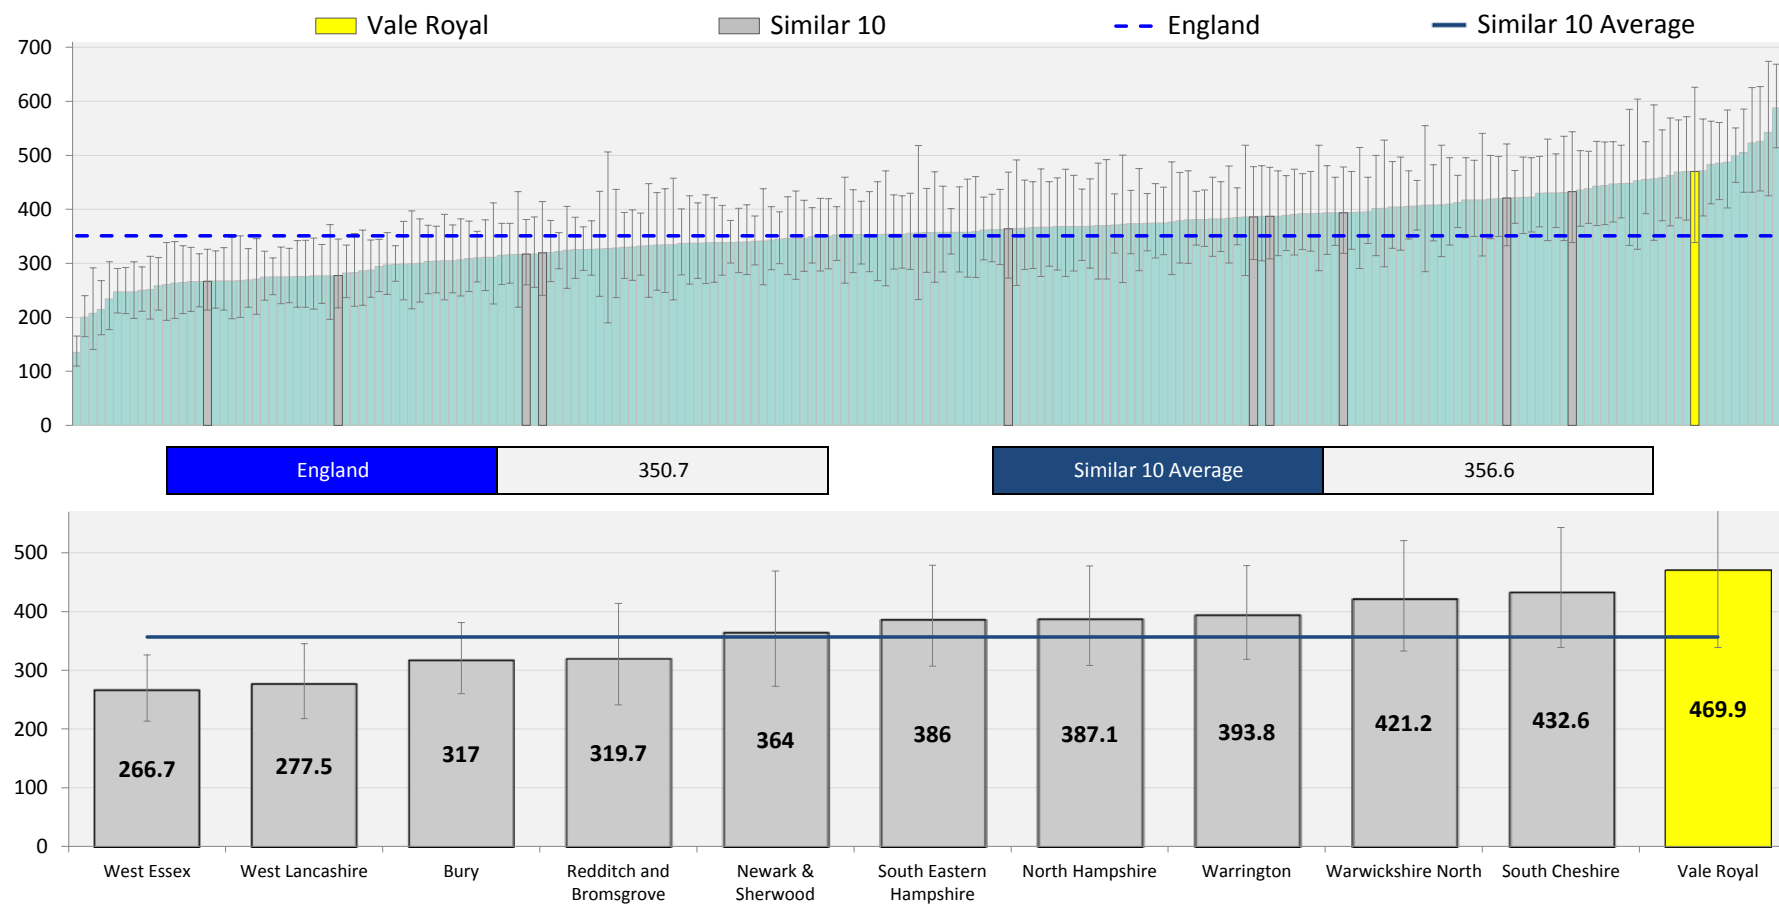 Vale Royal
Similar 10
England
Similar 10 Average
700
600
500
400
300
200
100
0
England
350.7
Similar 10 Average
356.6
500
400
300
200
100
0
266.7
277.5
317
319.7
364
386
387.1
393.8
421.2
432.6
469.9
West Essex
West Lancashire
Bury
Redditch and
Bromsgrove
Newark &
Sherwood
South Eastern
Hampshire
North Hampshire
Warrington
Warwickshire North
South Cheshire
Vale Royal